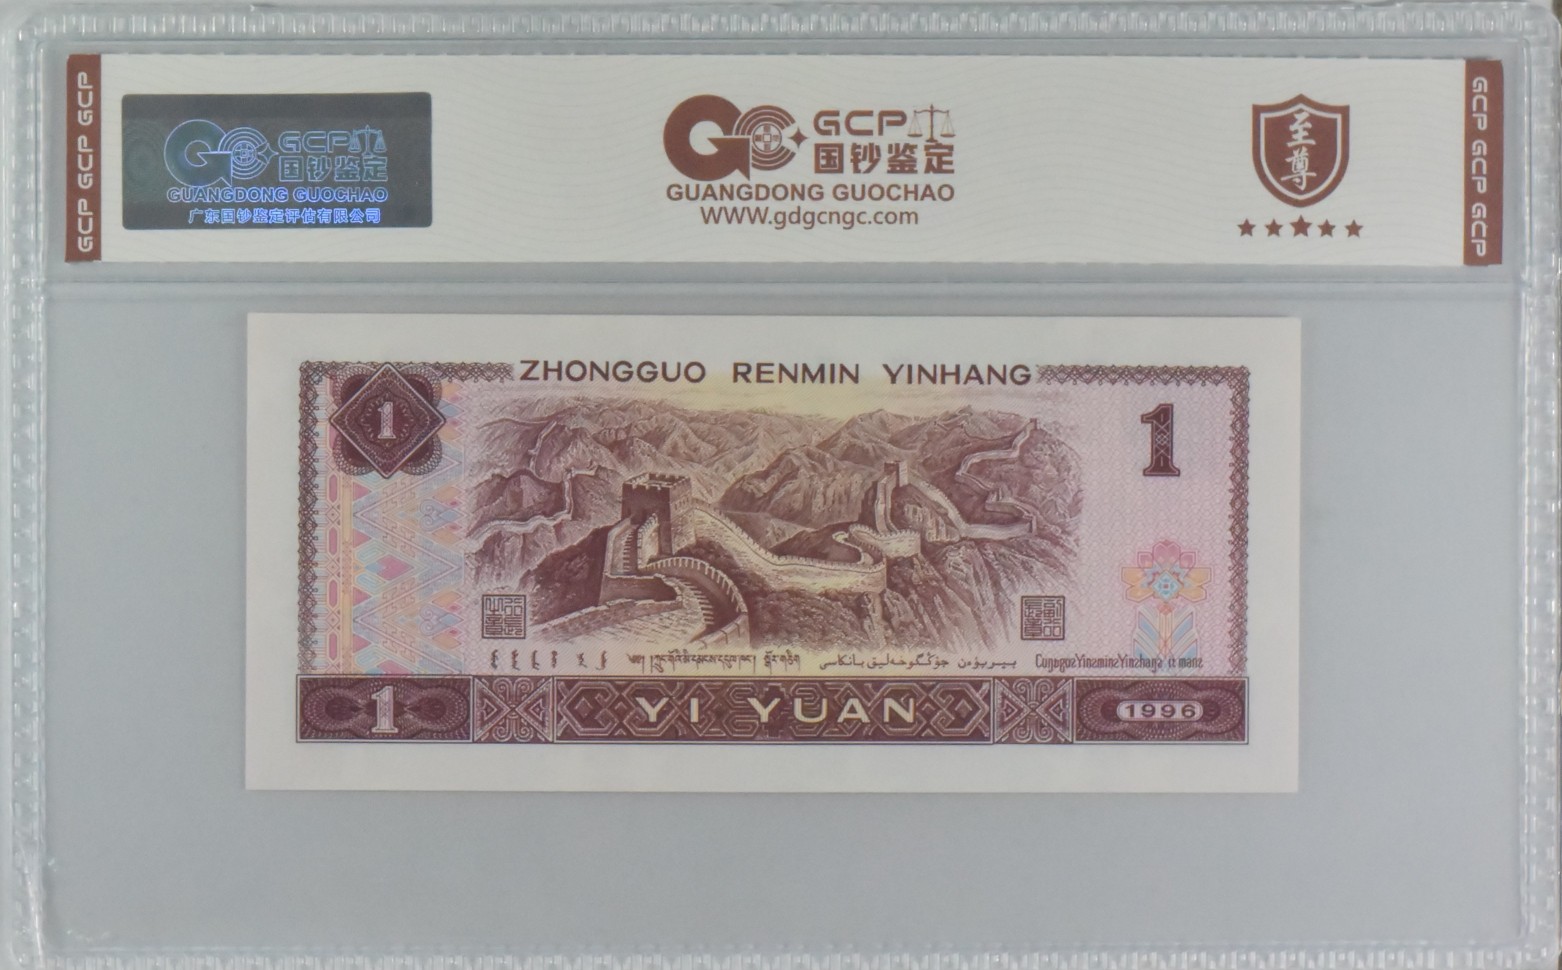 GCP GCP GCP
GCP
国钞鉴定
GUANGDONG GUOCHAO
广东国钞鉴定评估有限公司
GCP
国钞鉴定
GUANGDONG GUOCHAO
WWW.gdgcngc.com
至尊
GCP GCP GCP
ZHONGGUO RENMIN YINHANG
1
1
1
YI YUAN
1996